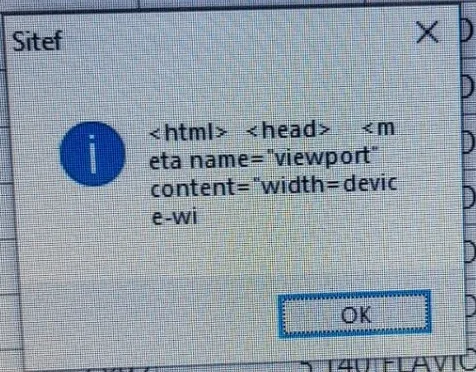 Sitef
<html> <head> <m
eta name="viewport"
content="width=devic
e-wi
OK